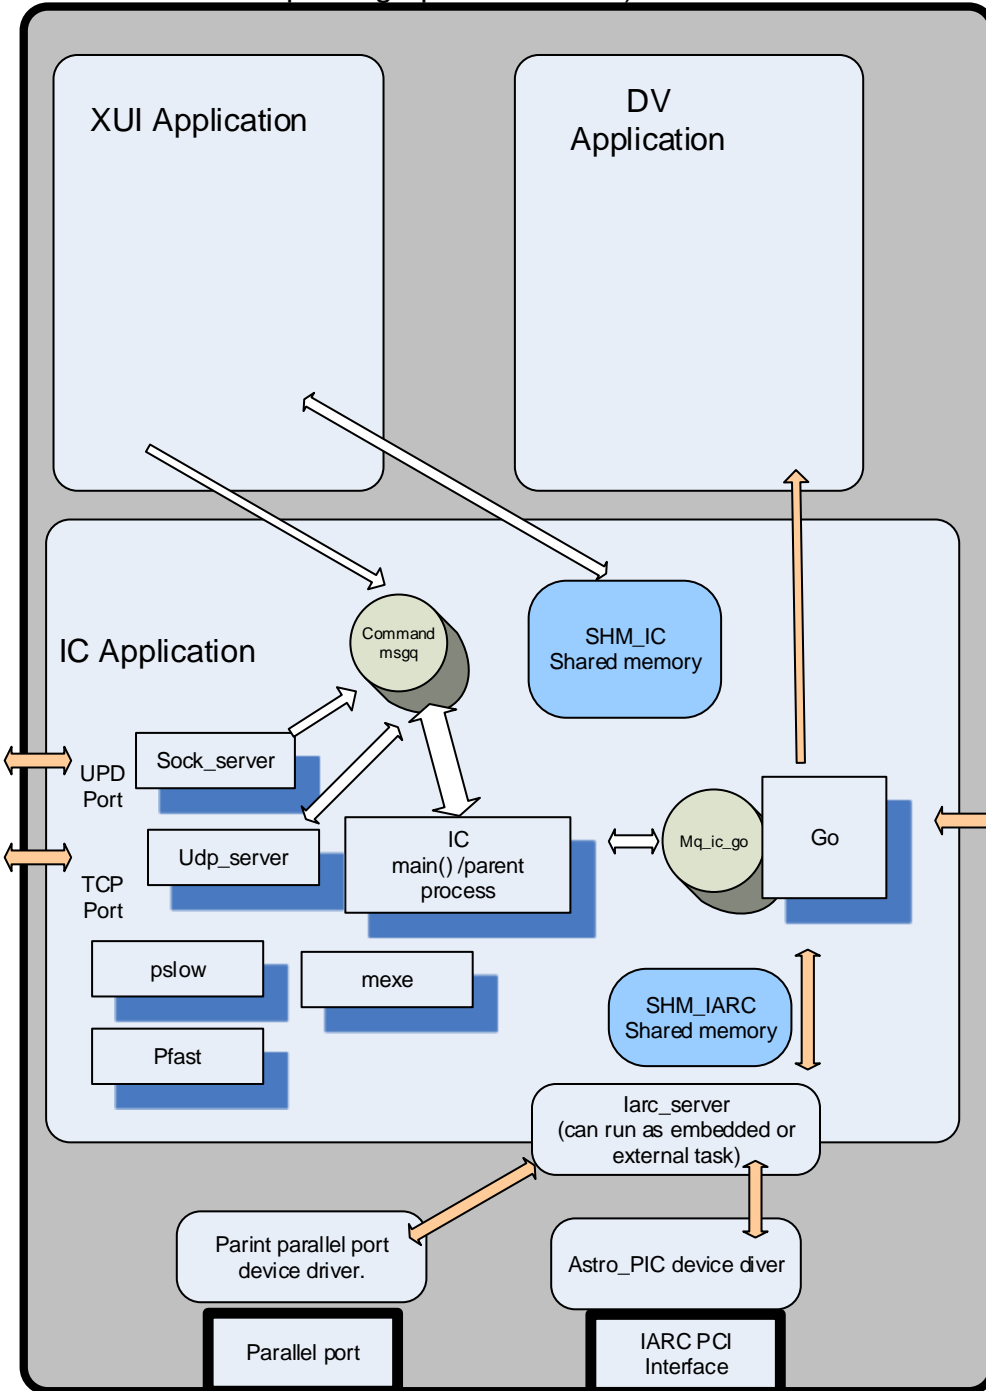 XUI Application
DV
Application
IC Application
Command
msgq
SHM_IC
Shared memory
UPD
Port
Sock_server
TCP
Port
Udp_server
IC
main() /parent
process
Mq_ic_go
Go
pslow
mexe
Pfast
SHM_IARC
Shared memory
Iarc_server
(can run as embedded or
external task)
Parint parallel port
device driver.
Astro_PIC device diver
Parallel port
IARC PCI
Interface